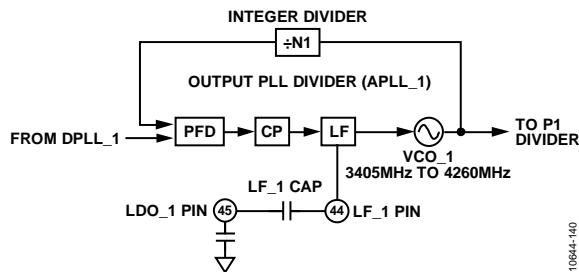 INTEGER DIVIDER
÷N1
OUTPUT PLL DIVIDER (APLL_1)
FROM DPLL_1
PFD
CP
LF
TO P1
DIVIDER
VCO_1
3405MHz TO 4260MHz
LF_1 CAP
LDO_1 PIN
45
44
LF_1 PIN
10644-140